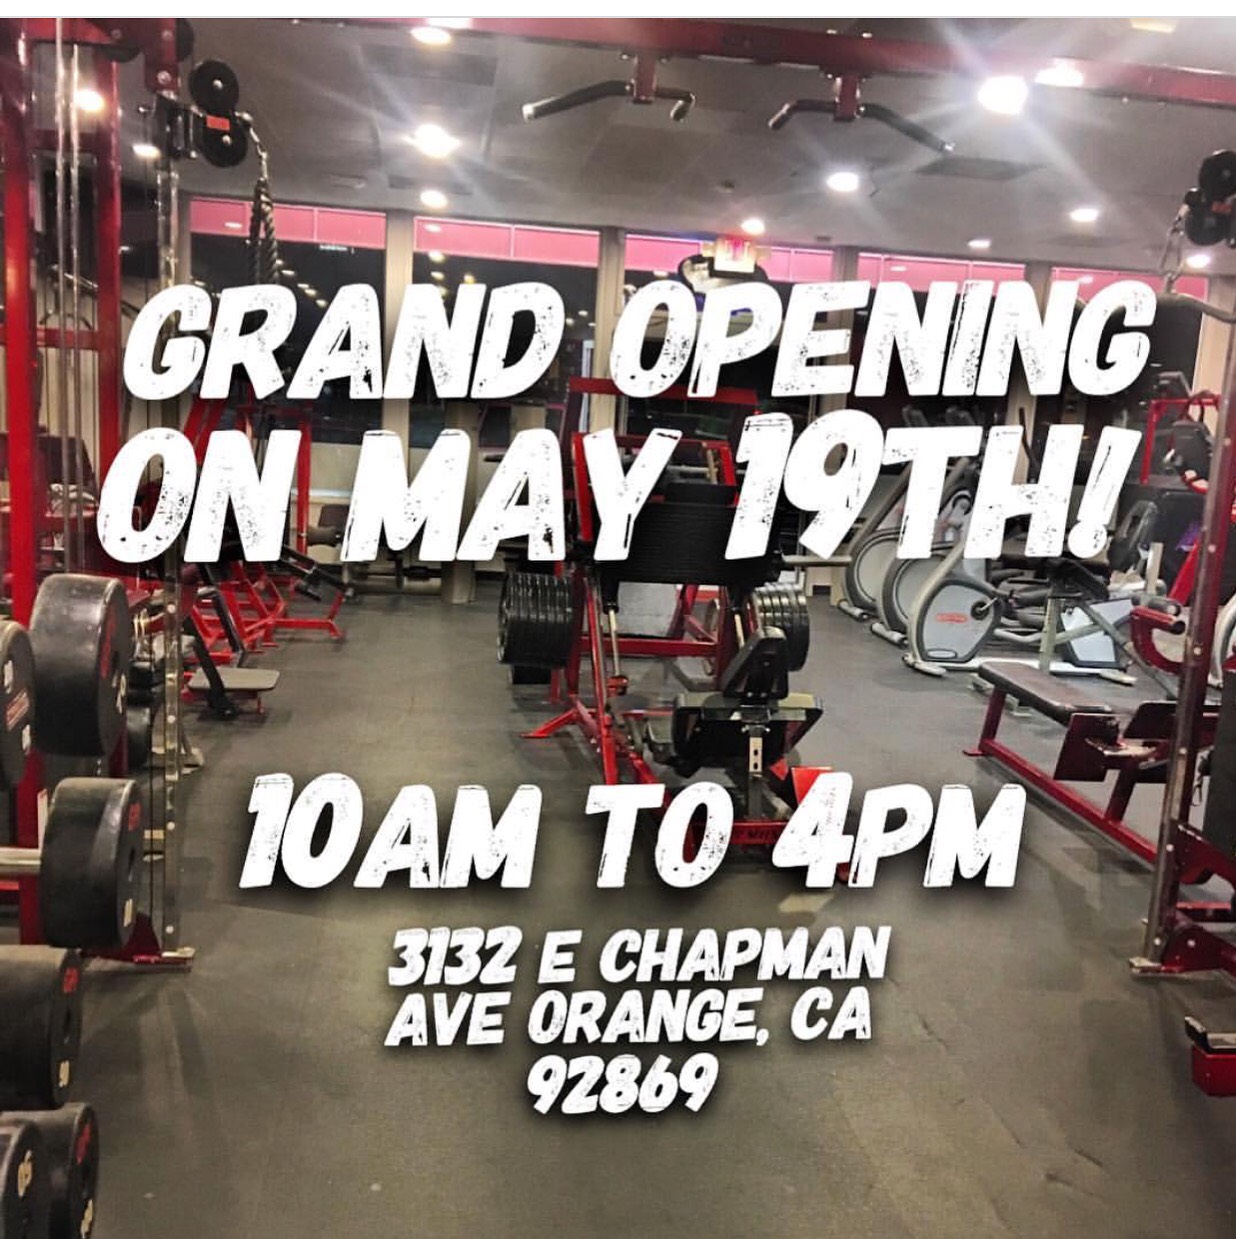 GRAND OPENING
ON MAY 19TH!
10AM TO 4PM
3132 E CHAPMAN
AVE ORANGE, CA
92869